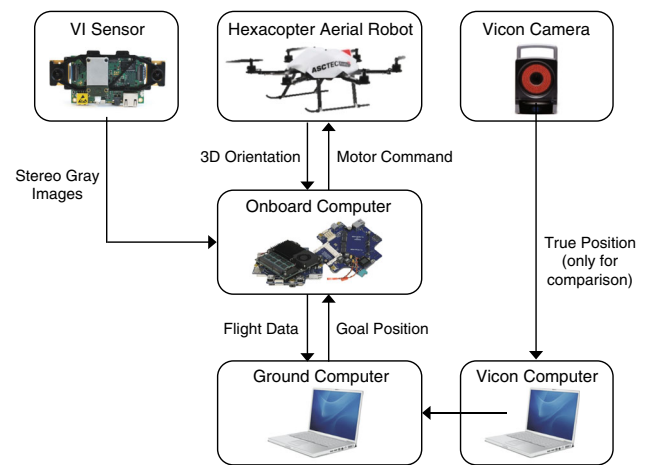 VI Sensor
Hexacopter Aerial Robot
Vicon Camera
ASCTEC
3D Orientation
Motor Command
Stereo Gray
Images
Onboard Computer
True Position
(only for
comparison)
Flight Data
Goal Position
Ground Computer
Vicon Computer